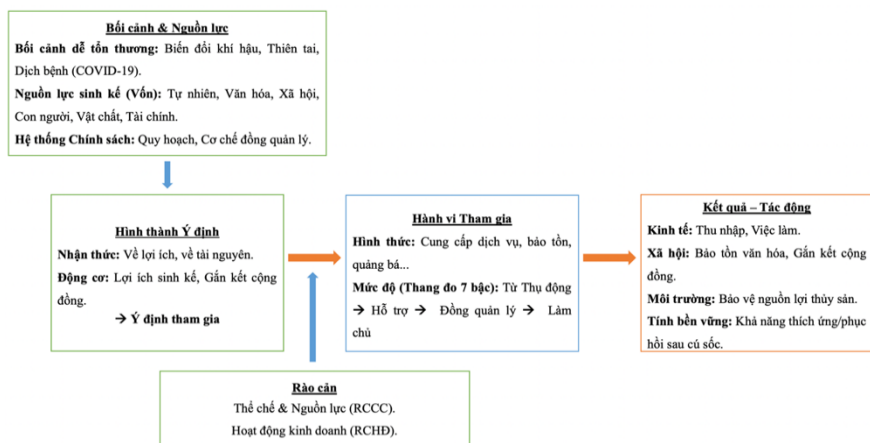 Bối cảnh & Nguồn lực
Bối cảnh dễ tổn thương: Biến đổi khí hậu, Thiên tai,
Dịch bệnh (COVID-19).
Nguồn lực sinh kế (Vốn): Tự nhiên, Văn hóa, Xã hội,
Con người, Vật chất, Tài chính.
Hệ thống Chính sách: Quy hoạch, Cơ chế đồng quản lý.
Hình thành Ý định
Nhận thức: Về lợi ích, về tài nguyên.
Động cơ: Lợi ích sinh kế, Gắn kết cộng
đồng.
→ Ý định tham gia
Hành vi Tham gia
Hình thức: Cung cấp dịch vụ, bảo tồn,
quảng bá...
Mức độ (Thang đo 7 bậc): Từ Thụ động
→ Hỗ trợ → Đồng quản lý → Làm
chủ
Kết quả – Tác động
Kinh tế: Thu nhập, Việc làm.
Xã hội: Bảo tồn văn hóa, Gắn kết cộng
đồng.
Môi trường: Bảo vệ nguồn lợi thủy sản.
Tính bền vững: Khả năng thích ứng/phục
hồi sau cú sốc.
Rào cản
Thể chế & Nguồn lực (RCCC).
Hoạt động kinh doanh (RCHĐ).